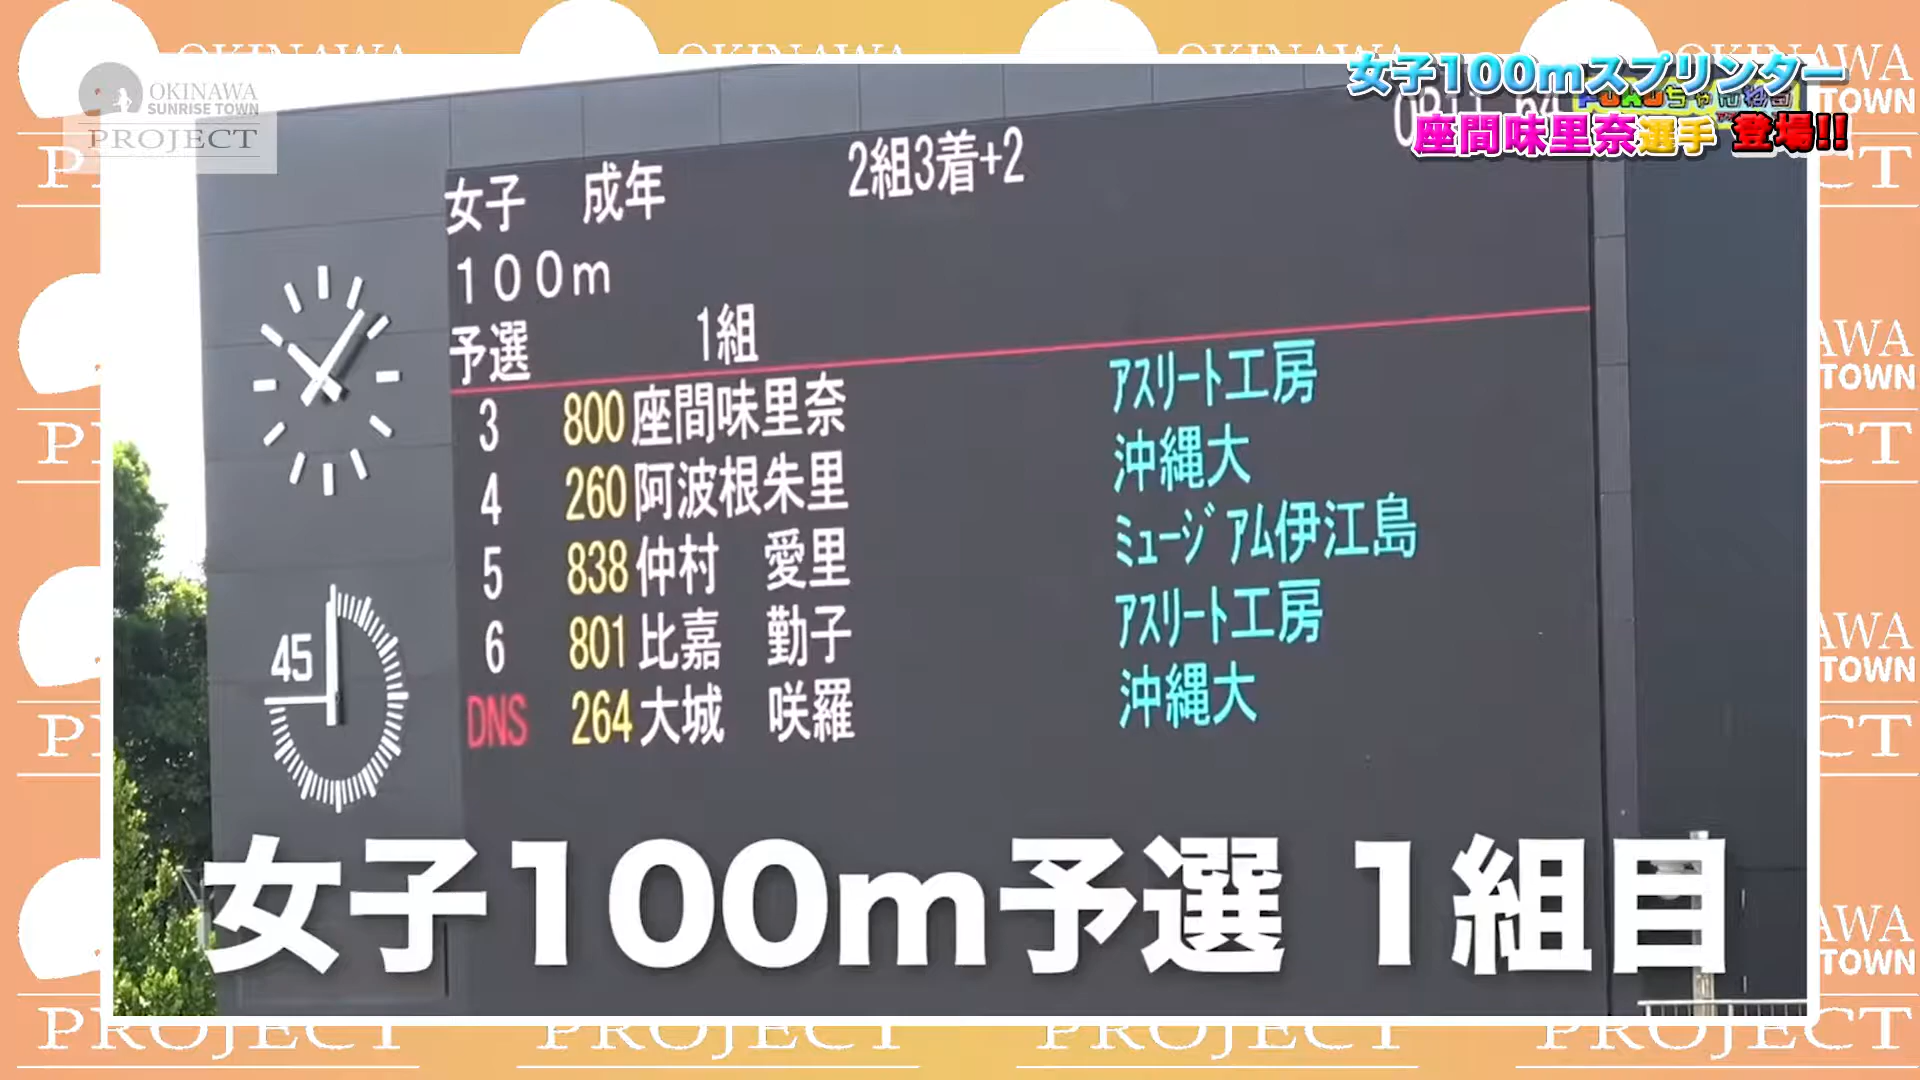 OKINAWA
SUNRISE TOWN
PROJECT
女子100mスプリンター
座間味里奈選手 登場!!
女子 成年 2組3着+2
100m
予選 1組
3 800 座間味里奈 アスリート工房
4 260 阿波根朱里 沖縄大
5 838 仲村 愛里 ミュージアム伊江島
6 801 比嘉 勤子 アスリート工房
DNS 264 大城 咲羅 沖縄大
45
女子100m予選 1組目